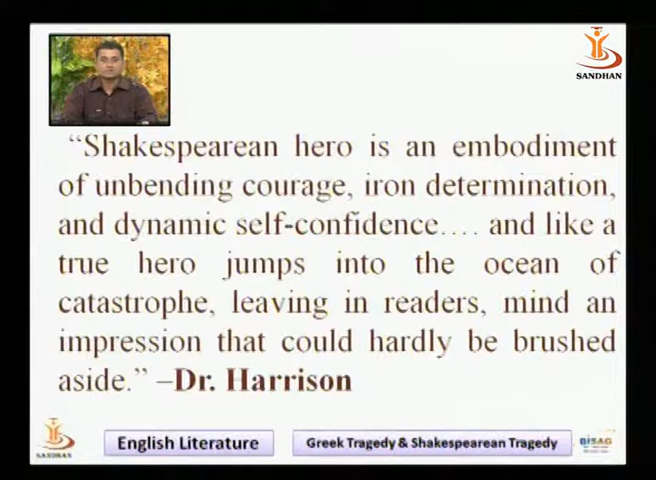 SANDHAN
“Shakespearean hero is an embodiment
of unbending courage, iron determination,
and dynamic self-confidence.... and like a
true hero jumps into the ocean of
catastrophe, leaving in readers, mind an
impression that could hardly be brushed
aside.” –Dr. Harrison
SANDHAN
English Literature
Greek Tragedy & Shakespearean Tragedy
BISAG